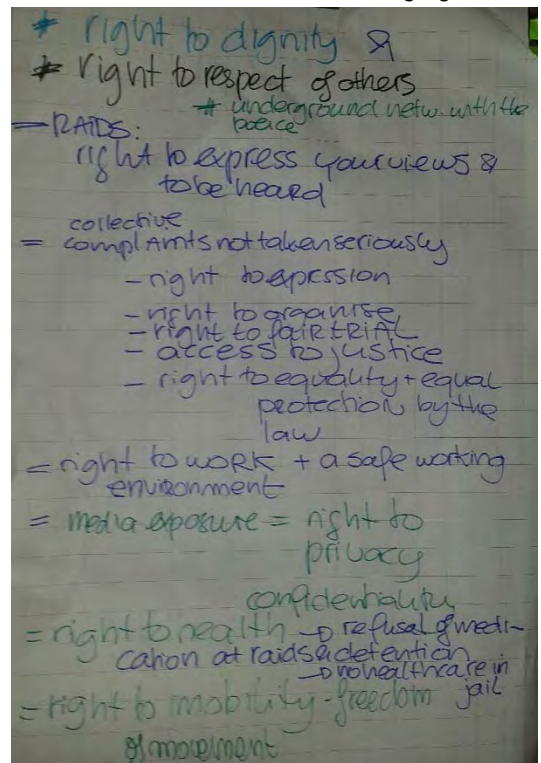 * right to dignity &
* right to respect of others
* underground netw. with the
police
- RAIDS:
right to express your views &
to be heard
collective
= complAints not taken seriously
- right to expression
- right to organise
- right to faiR tRiAL
- access to justice
- right to equality + equal
protection by the
law
= right to woRK + a safe working
environment
= media exposure = right to
privacy
confidentiality
= right to health → refusal of medi-
cation at raids & detention
→ no healthcare in
jail
= right to mobility - freedom
of movement